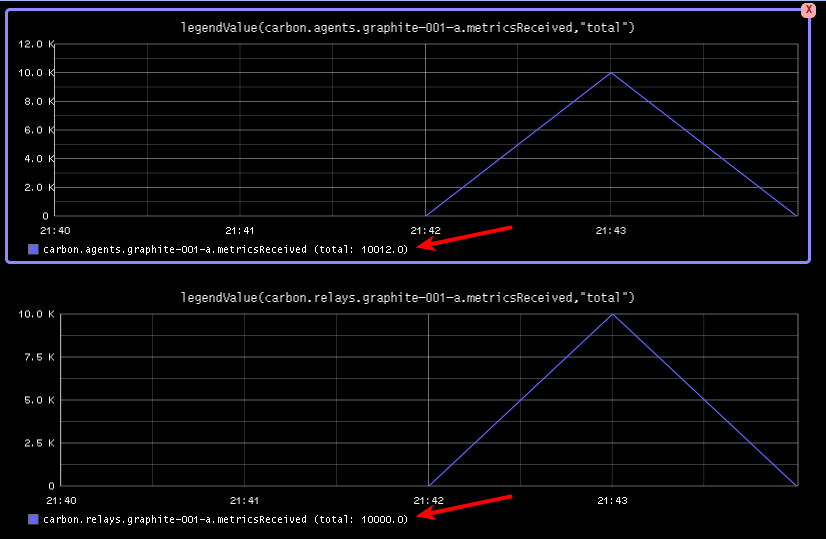 X
legendValue(carbon.agents.graphite-001-a.metricsReceived,"total")
12.0 K
10.0 K
8.0 K
6.0 K
4.0 K
2.0 K
0
21:40 21:41 21:42 21:43
carbon.agents.graphite-001-a.metricsReceived (total: 10012.0)
legendValue(carbon.relays.graphite-001-a.metricsReceived,"total")
10.0 K
7.5 K
5.0 K
2.5 K
0
21:40 21:41 21:42 21:43
carbon.relays.graphite-001-a.metricsReceived (total: 10000.0)